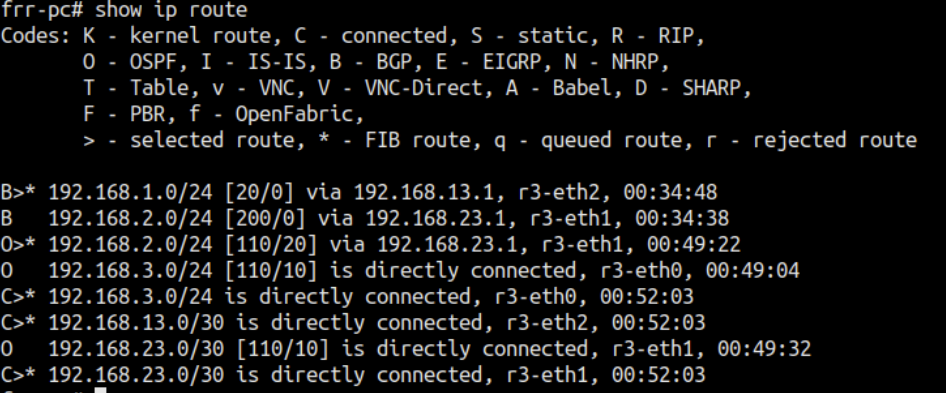 frr-pc# show ip route
Codes: K - kernel route, C - connected, S - static, R - RIP,
       O - OSPF, I - IS-IS, B - BGP, E - EIGRP, N - NHRP,
       T - Table, v - VNC, V - VNC-Direct, A - Babel, D - SHARP,
       F - PBR, f - OpenFabric,
       > - selected route, * - FIB route, q - queued route, r - rejected route

B>* 192.168.1.0/24 [20/0] via 192.168.13.1, r3-eth2, 00:34:48
B   192.168.2.0/24 [200/0] via 192.168.23.1, r3-eth1, 00:34:38
O>* 192.168.2.0/24 [110/20] via 192.168.23.1, r3-eth1, 00:49:22
O   192.168.3.0/24 [110/10] is directly connected, r3-eth0, 00:49:04
C>* 192.168.3.0/24 is directly connected, r3-eth0, 00:52:03
C>* 192.168.13.0/30 is directly connected, r3-eth2, 00:52:03
O   192.168.23.0/30 [110/10] is directly connected, r3-eth1, 00:49:32
C>* 192.168.23.0/30 is directly connected, r3-eth1, 00:52:03